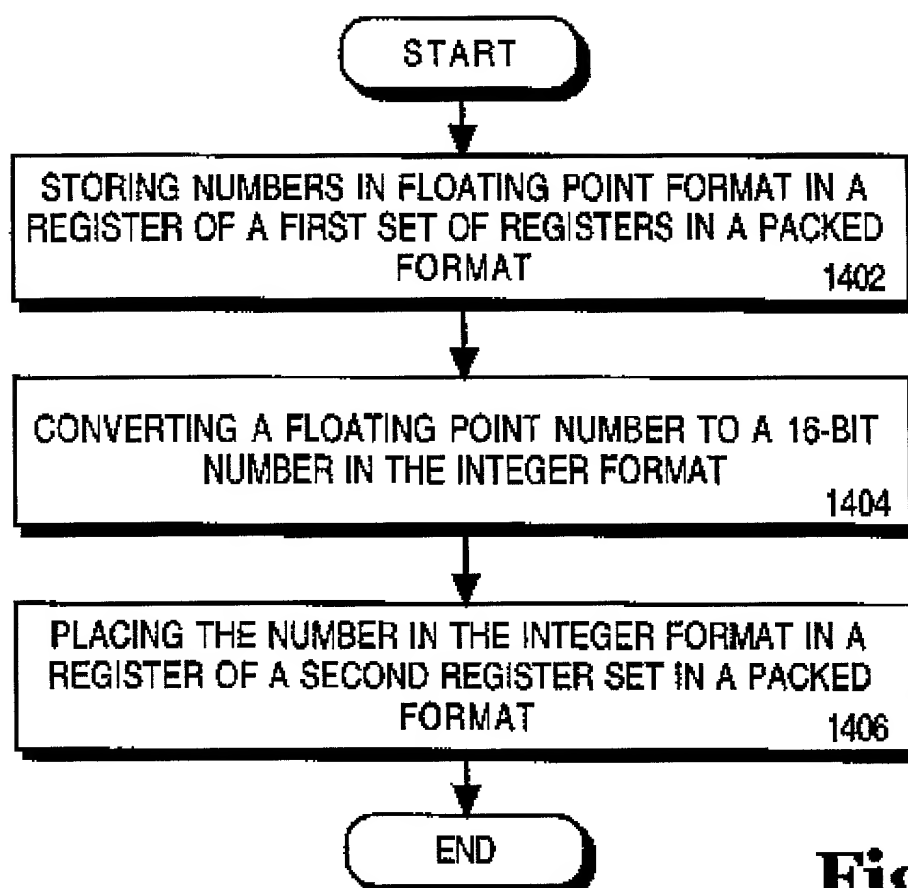 START
STORING NUMBERS IN FLOATING POINT FORMAT IN A
REGISTER OF A FIRST SET OF REGISTERS IN A PACKED
FORMAT
1402
CONVERTING A FLOATING POINT NUMBER TO A 16-BIT
NUMBER IN THE INTEGER FORMAT
1404
PLACING THE NUMBER IN THE INTEGER FORMAT IN A
REGISTER OF A SECOND REGISTER SET IN A PACKED
FORMAT
1406
END